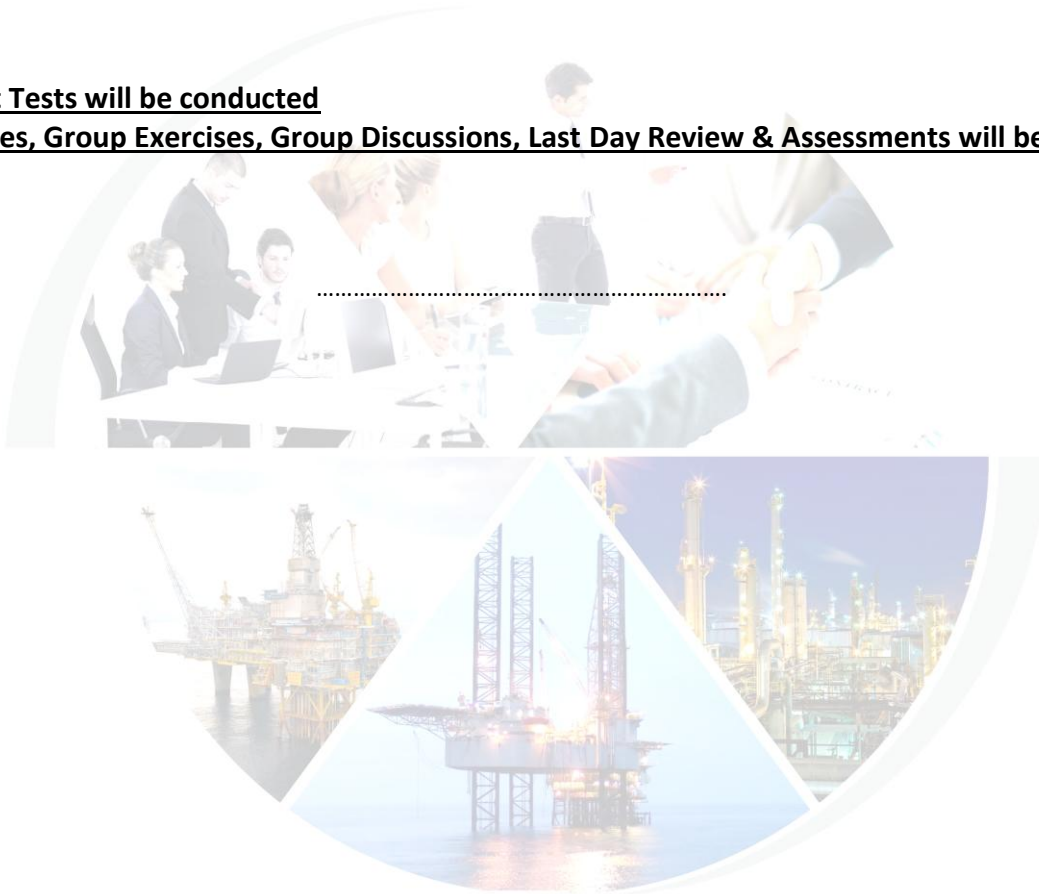 : Tests will be conducted
es, Group Exercises, Group Discussions, Last Day Review & Assessments will be
………………………………………………………….